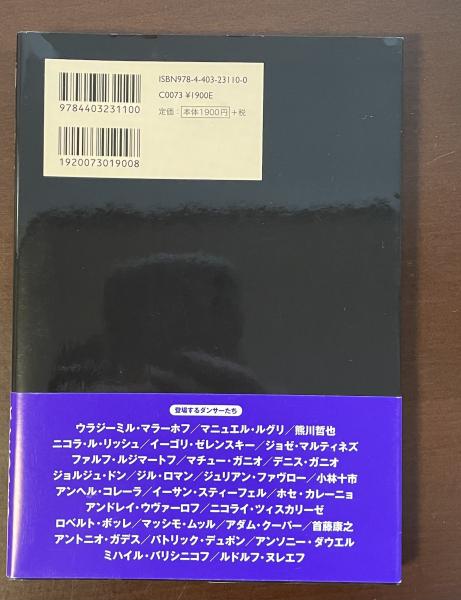 ISBN978-4-403-23110-0
C0073 ¥1900E
定価：本体1900円＋税
9784403231100
1920073019008
登場するダンサーたち
ウラジーミル・マラーホフ／マニュエル・ルグリ／熊川哲也
ニコラ・ル・リッシュ／イーゴリ・ゼレンスキー／ジョゼ・マルティネズ
ファルフ・ルジマートフ／マチュー・ガニオ／デニス・ガニオ
ジョルジュ・ドン／ジル・ロマン／ジュリアン・ファヴロー／小林十市
アンヘル・コレーラ／イーサン・スティーフェル／ホセ・カレーニョ
アンドレイ・ウヴァーロフ／ニコライ・ツィスカリーゼ
ロベルト・ボッレ／マッシモ・ムッル／アダム・クーパー／首藤康之
アントニオ・ガデス／パトリック・デュポン／アンソニー・ダウエル
ミハイル・バリシニコフ／ルドルフ・ヌレエフ